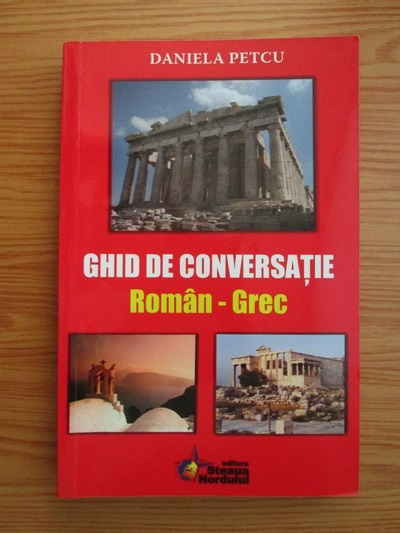 DANIELA PETCU
GHID DE CONVERSAȚIE
Român - Grec
editura
Steaua
Nordului